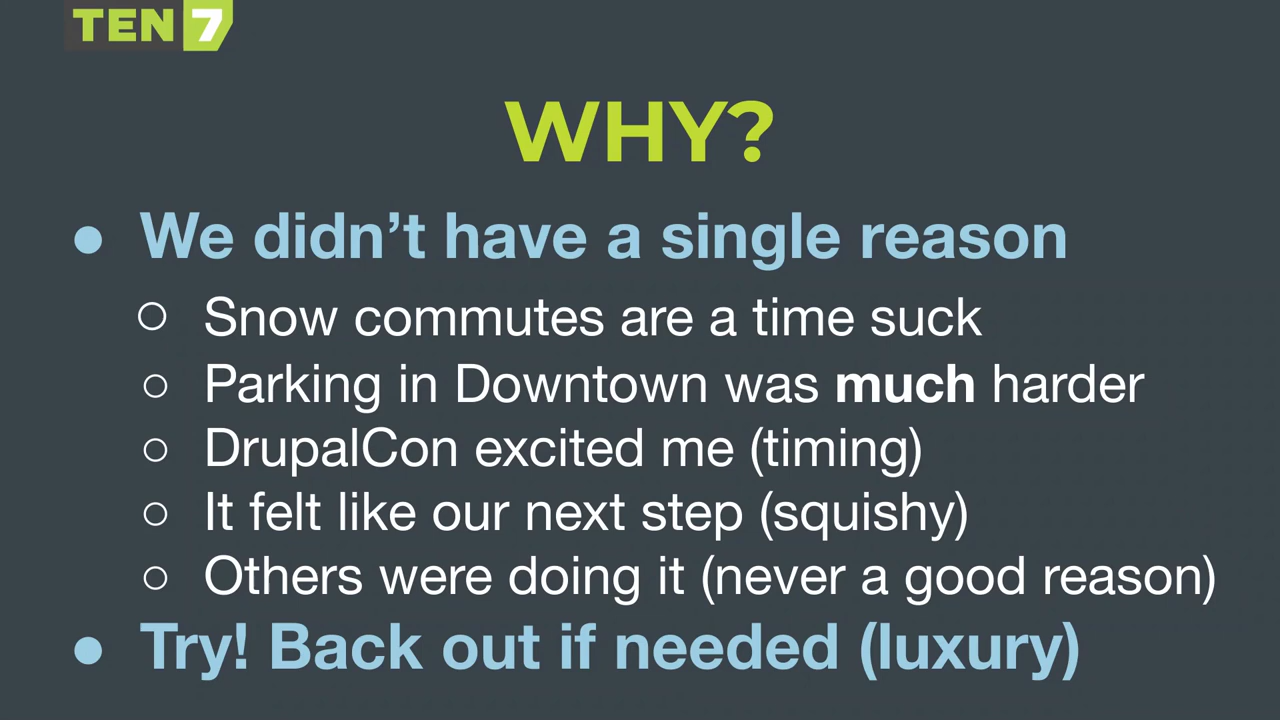 TEN 7
WHY?
● We didn’t have a single reason
○ Snow commutes are a time suck
○ Parking in Downtown was much harder
○ DrupalCon excited me (timing)
○ It felt like our next step (squishy)
○ Others were doing it (never a good reason)
● Try! Back out if needed (luxury)